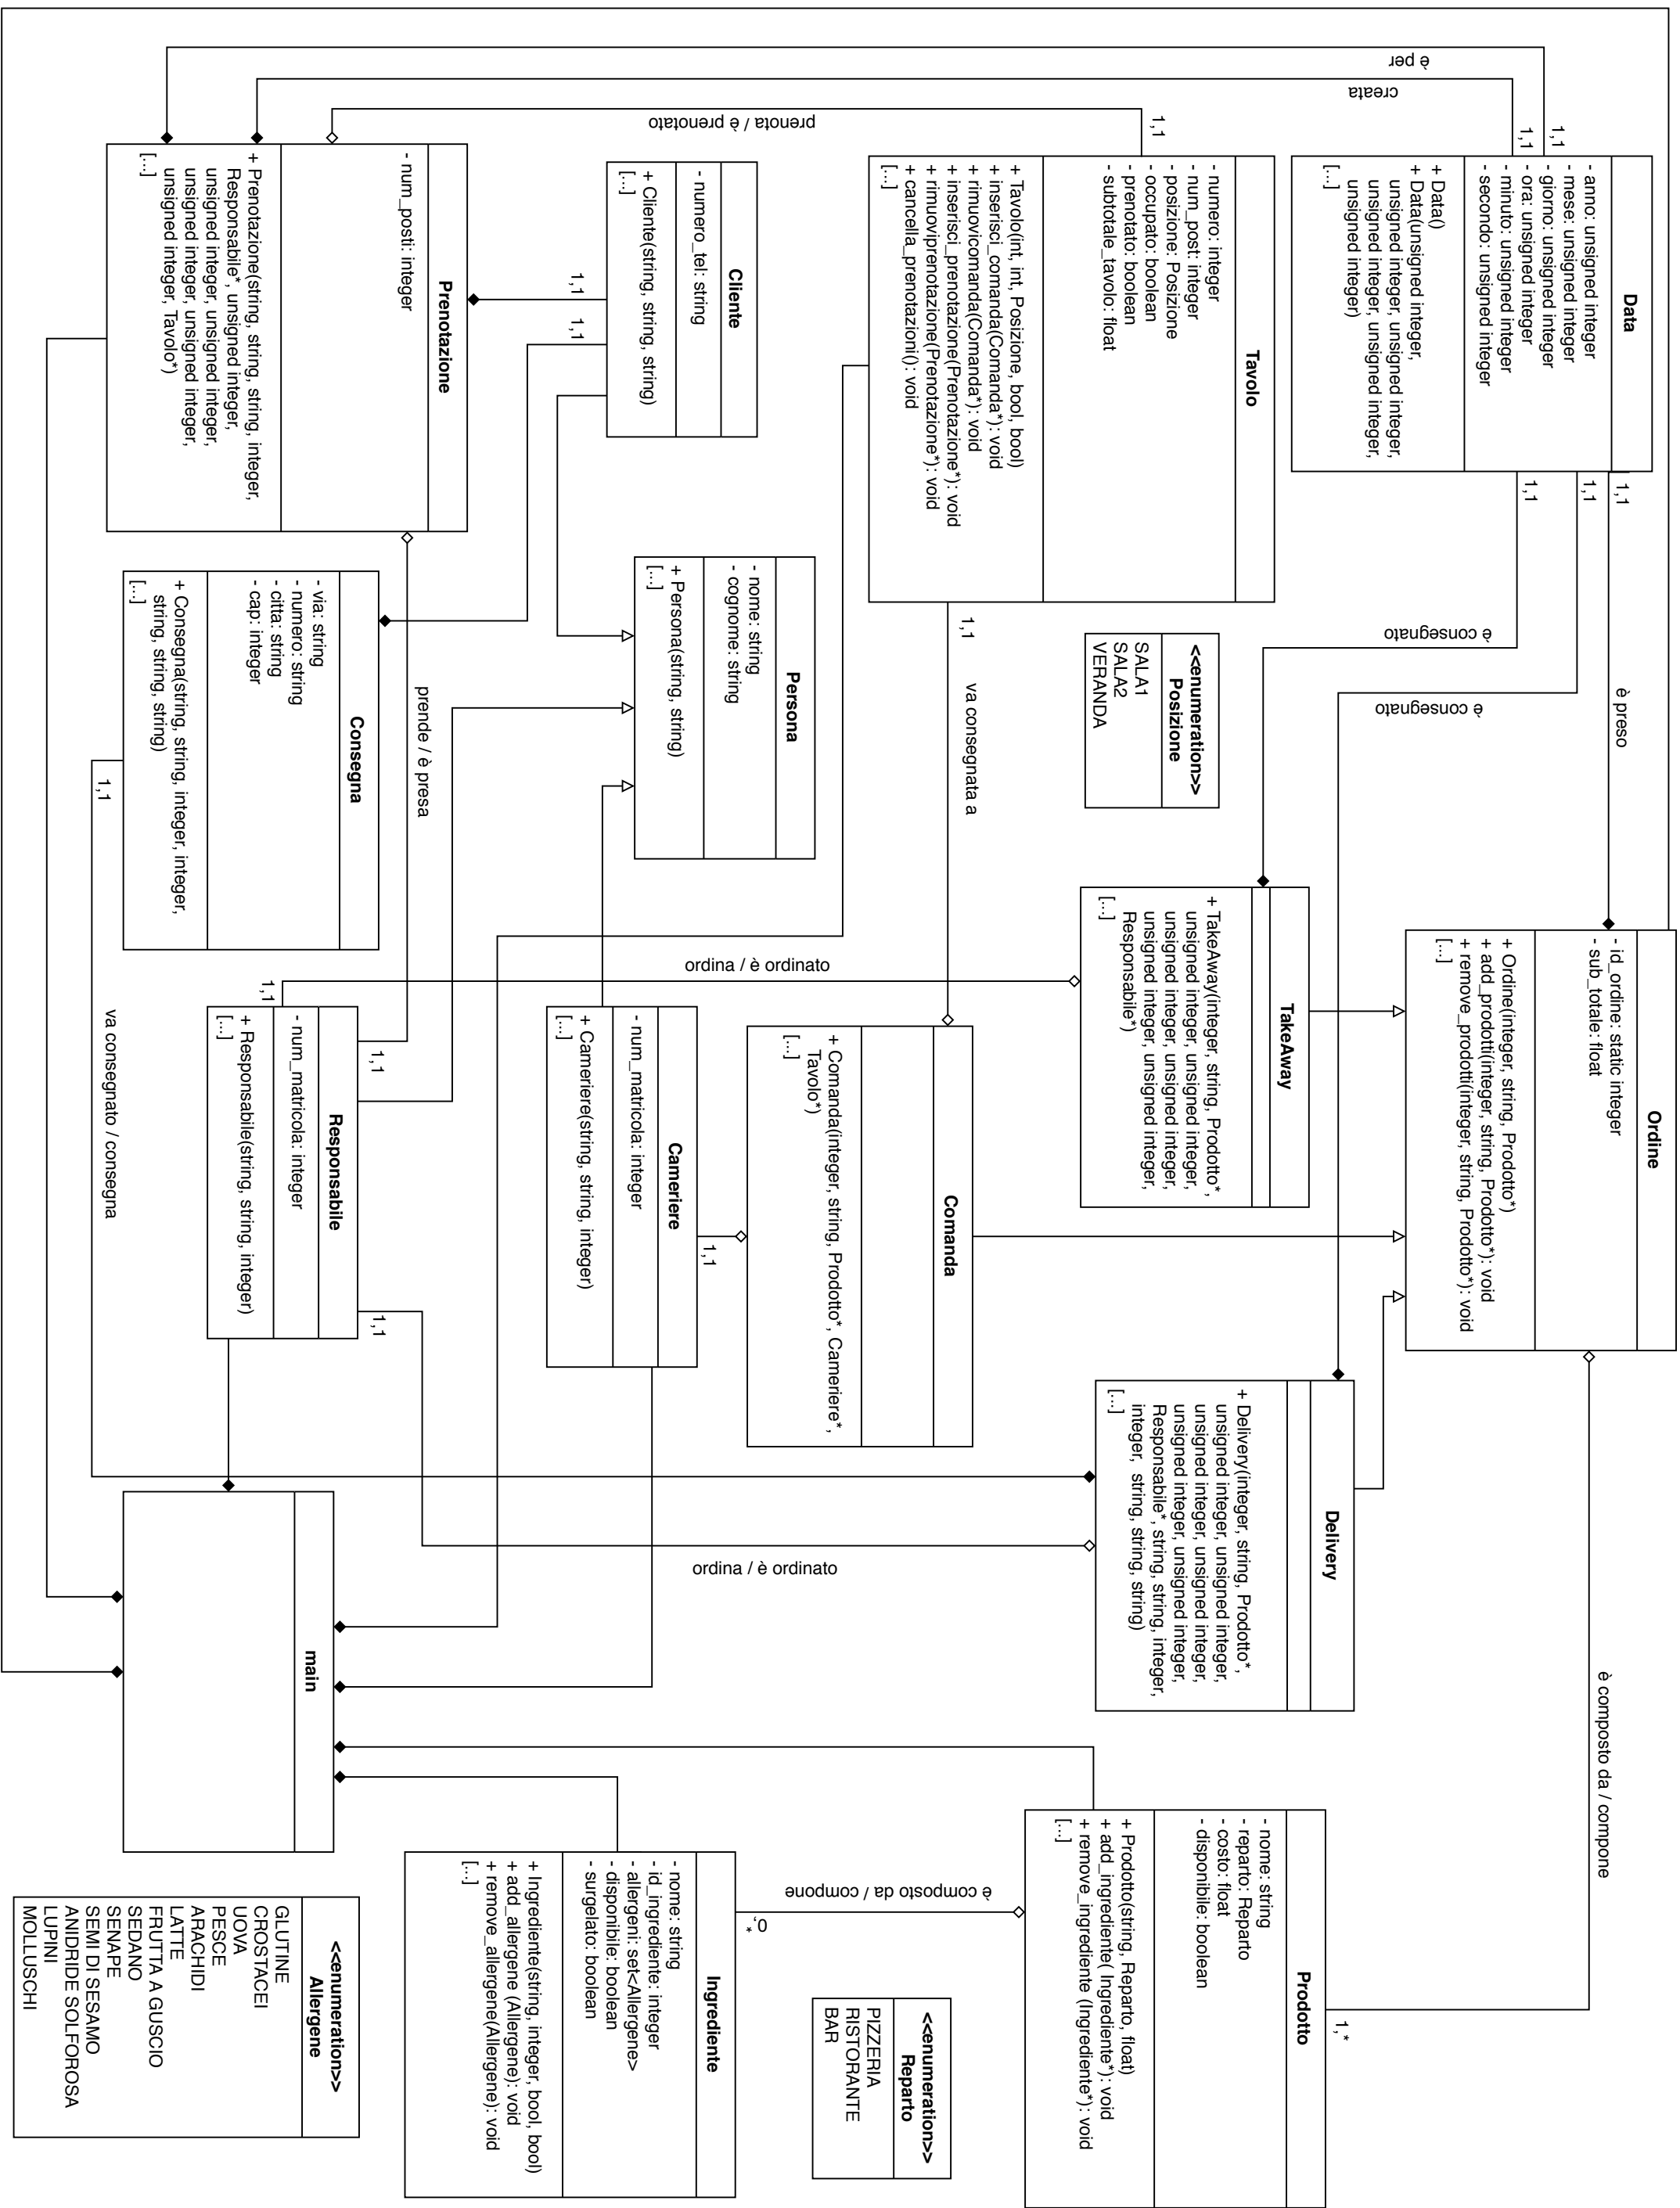 Data
- anno: unsigned integer
- mese: unsigned integer
- giorno: unsigned integer
- ora: unsigned integer
- minuto: unsigned integer
- secondo: unsigned integer
+ Data()
+ Data(unsigned integer,
unsigned integer, unsigned integer,
unsigned integer, unsigned integer,
unsigned integer)
[...]
1,1
1,1
1,1
1,1
1,1
è per
creata
è preso
è consegnato
è consegnato
Ordine
- id_ordine: static integer
- sub_totale: float
+ Ordine(integer, string, Prodotto*)
+ add_prodotti(integer, string, Prodotto*): void
+ remove_prodotti(integer, string, Prodotto*): void
[...]
è composto da / compone
1,*
Tavolo
- numero: integer
- num_post: integer
- posizione: Posizione
- occupato: boolean
- prenotato: boolean
- subtotale_tavolo: float
+ Tavolo(int, int, Posizione, bool, bool)
+ inserisci_comanda(Comanda*): void
+ rimuovicomanda(Comanda*): void
+ inserisci_prenotazione(Prenotazione*): void
+ rimuoviprenotazione(Prenotazione*): void
+ cancella_prenotazioni(): void
[...]
1,1
prenota / è prenotato
1,1
va consegnata a
<<enumeration>>
Posizione
SALA1
SALA2
VERANDA
TakeAway
+ TakeAway(integer, string, Prodotto*,
unsigned integer, unsigned integer,
unsigned integer, unsigned integer,
unsigned integer, unsigned integer,
Responsabile*)
[...]
Delivery
+ Delivery(integer, string, Prodotto*,
unsigned integer, unsigned integer,
unsigned integer, unsigned integer,
unsigned integer, unsigned integer,
Responsabile*, string, string, integer,
integer, string, string, string)
[...]
Prodotto
- nome: string
- reparto: Reparto
- costo: float
- disponibile: boolean
+ Prodotto(string, Reparto, float)
+ add_ingrediente( Ingrediente*): void
+ remove_ingrediente (Ingrediente*): void
[...]
Cliente
- numero_tel: string
+ Cliente(string, string, string)
[...]
1,1
1,1
Persona
- nome: string
- cognome: string
+ Persona(string, string)
[...]
Comanda
+ Comanda(integer, string, Prodotto*, Cameriere*,
Tavolo*)
[...]
1,1
ordina / è ordinato
ordina / è ordinato
<<enumeration>>
Reparto
PIZZERIA
RISTORANTE
BAR
è composto da / compone
0,*
Cameriere
- num_matricola: integer
+ Cameriere(string, string, integer)
[...]
Ingrediente
- nome: string
- id_ingrediente: integer
- allergeni: set<Allergene>
- disponibile: boolean
- surgelato: boolean
+ Ingrediente(string, integer, bool, bool)
+ add_allergene (Allergene): void
+ remove_allergene(Allergene): void
[...]
Prenotazione
- num_posti: integer
+ Prenotazione(string, string, string, integer,
Responsabile*, unsigned integer,
unsigned integer, unsigned integer,
unsigned integer, unsigned integer,
unsigned integer, Tavolo*)
[...]
prende / è presa
1,1
1,1
1,1
Consegna
- via: string
- numero: string
- citta: string
- cap: integer
+ Consegna(string, string, integer, integer,
string, string, string)
[...]
1,1
va consegnato / consegna
Responsabile
- num_matricola: integer
+ Responsabile(string, string, integer)
[...]
main
<<enumeration>>
Allergene
GLUTINE
CROSTACEI
UOVA
PESCE
ARACHIDI
LATTE
FRUTTA A GUSCIO
SEDANO
SENAPE
SEMI DI SESAMO
ANIDRIDE SOLFOROSA
LUPINI
MOLLUSCHI